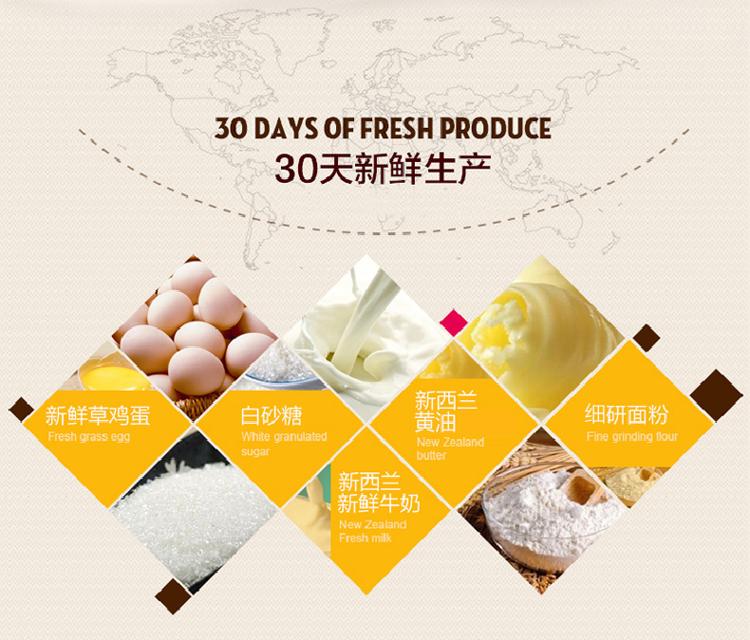 30 DAYS OF FRESH PRODUCE
30天新鲜生产
新鲜草鸡蛋
Fresh grass egg
白砂糖
White granulated
sugar
新西兰
黄油
New Zealand
butter
细研面粉
Fine grinding flour
新西兰
新鲜牛奶
New Zealand
Fresh milk